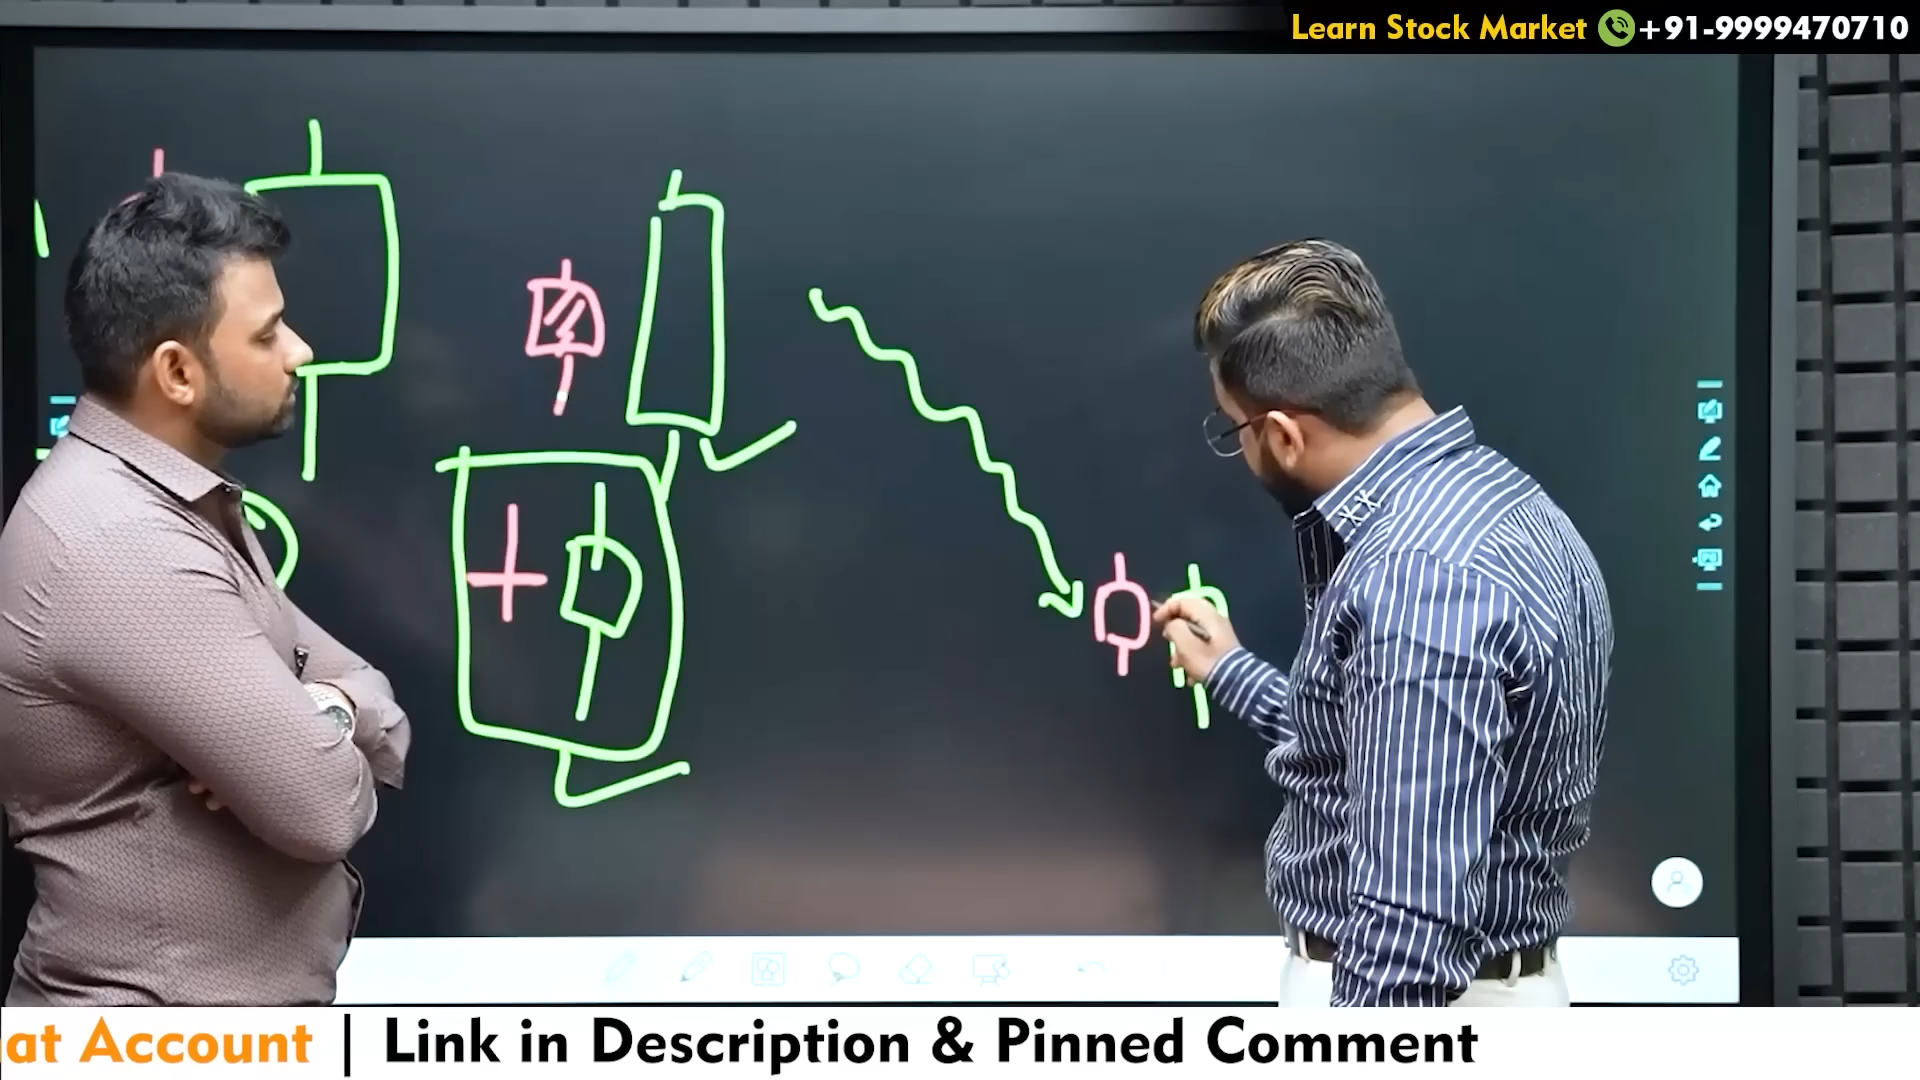 Learn Stock Market +91-9999470710
at Account | Link in Description & Pinned Comment